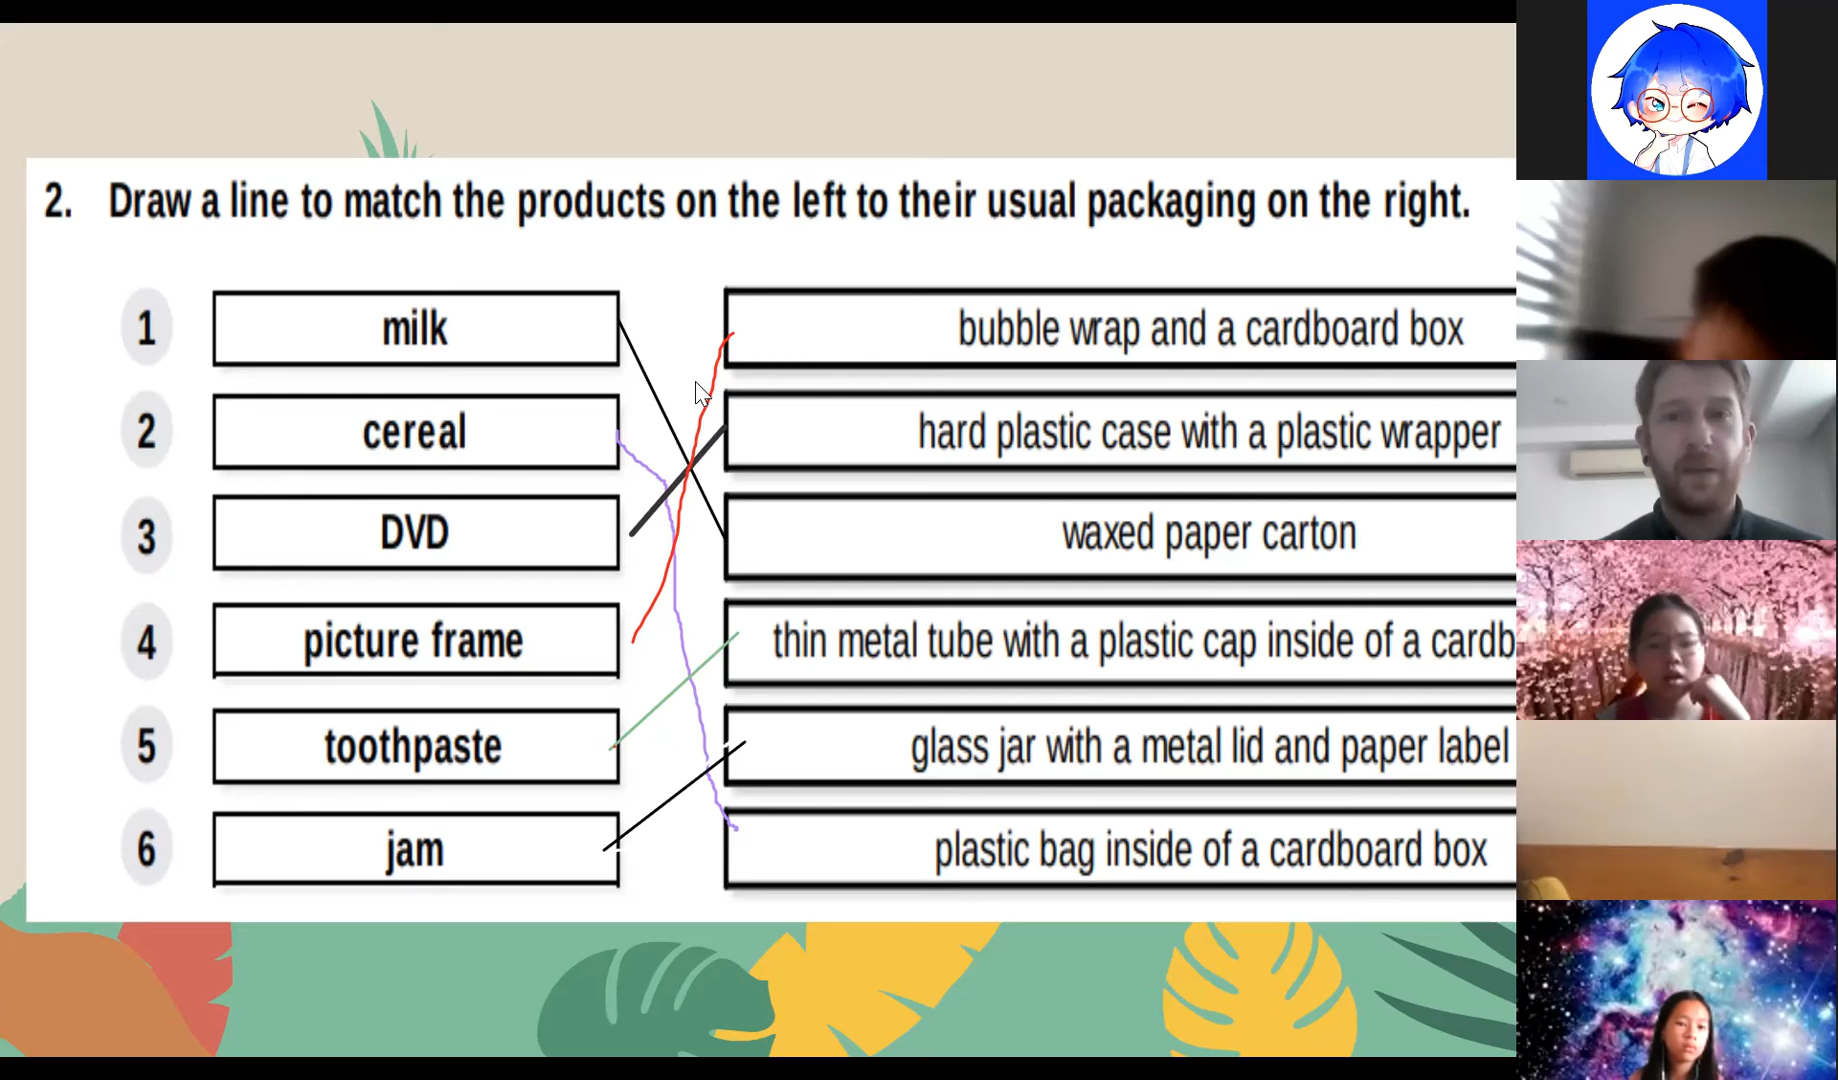 2. Draw a line to match the products on the left to their usual packaging on the right.
1 milk bubble wrap and a cardboard box
2 cereal hard plastic case with a plastic wrapper
3 DVD waxed paper carton
4 picture frame thin metal tube with a plastic cap inside of a cardb
5 toothpaste glass jar with a metal lid and paper label
6 jam plastic bag inside of a cardboard box